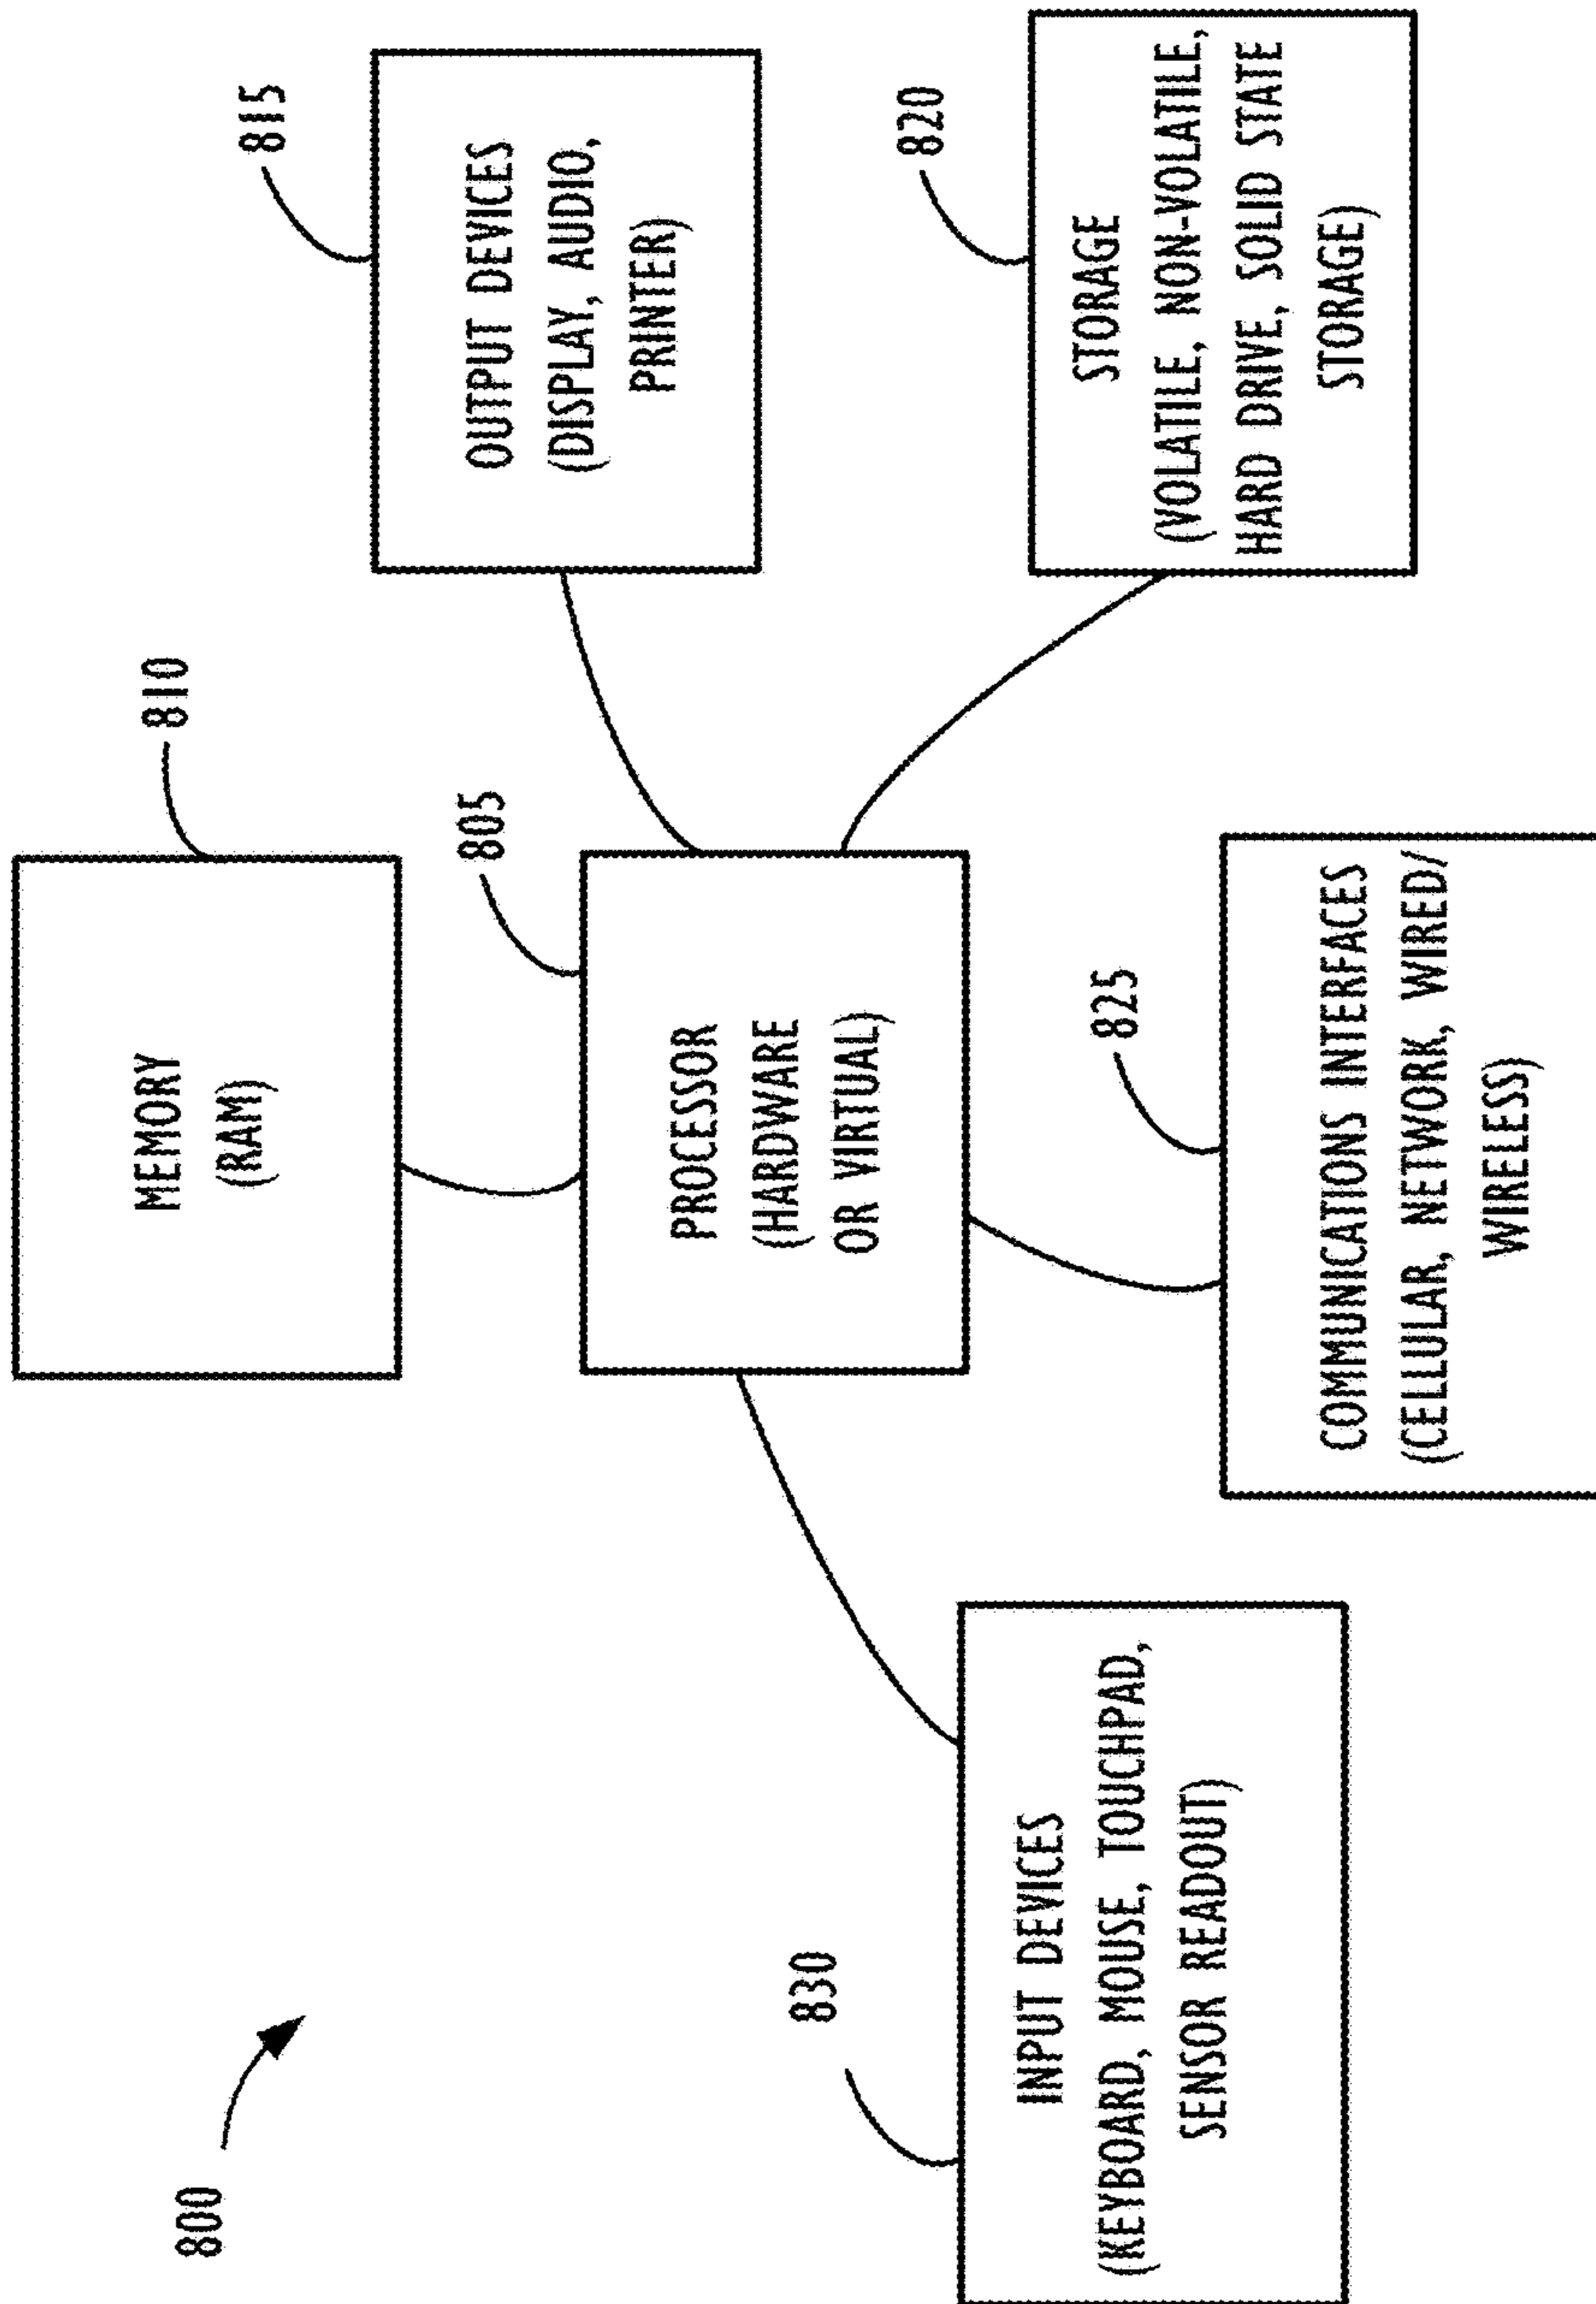 800
810
MEMORY
(RAM)
815
OUTPUT DEVICES
(DISPLAY, AUDIO,
PRINTER)
805
PROCESSOR
(HARDWARE
OR VIRTUAL)
830
INPUT DEVICES
(KEYBOARD, MOUSE, TOUCHPAD,
SENSOR READOUT)
825
COMMUNICATIONS INTERFACES
(CELLULAR, NETWORK, WIRED/
WIRELESS)
820
STORAGE
(VOLATILE, NON-VOLATILE,
HARD DRIVE, SOLID STATE
STORAGE)